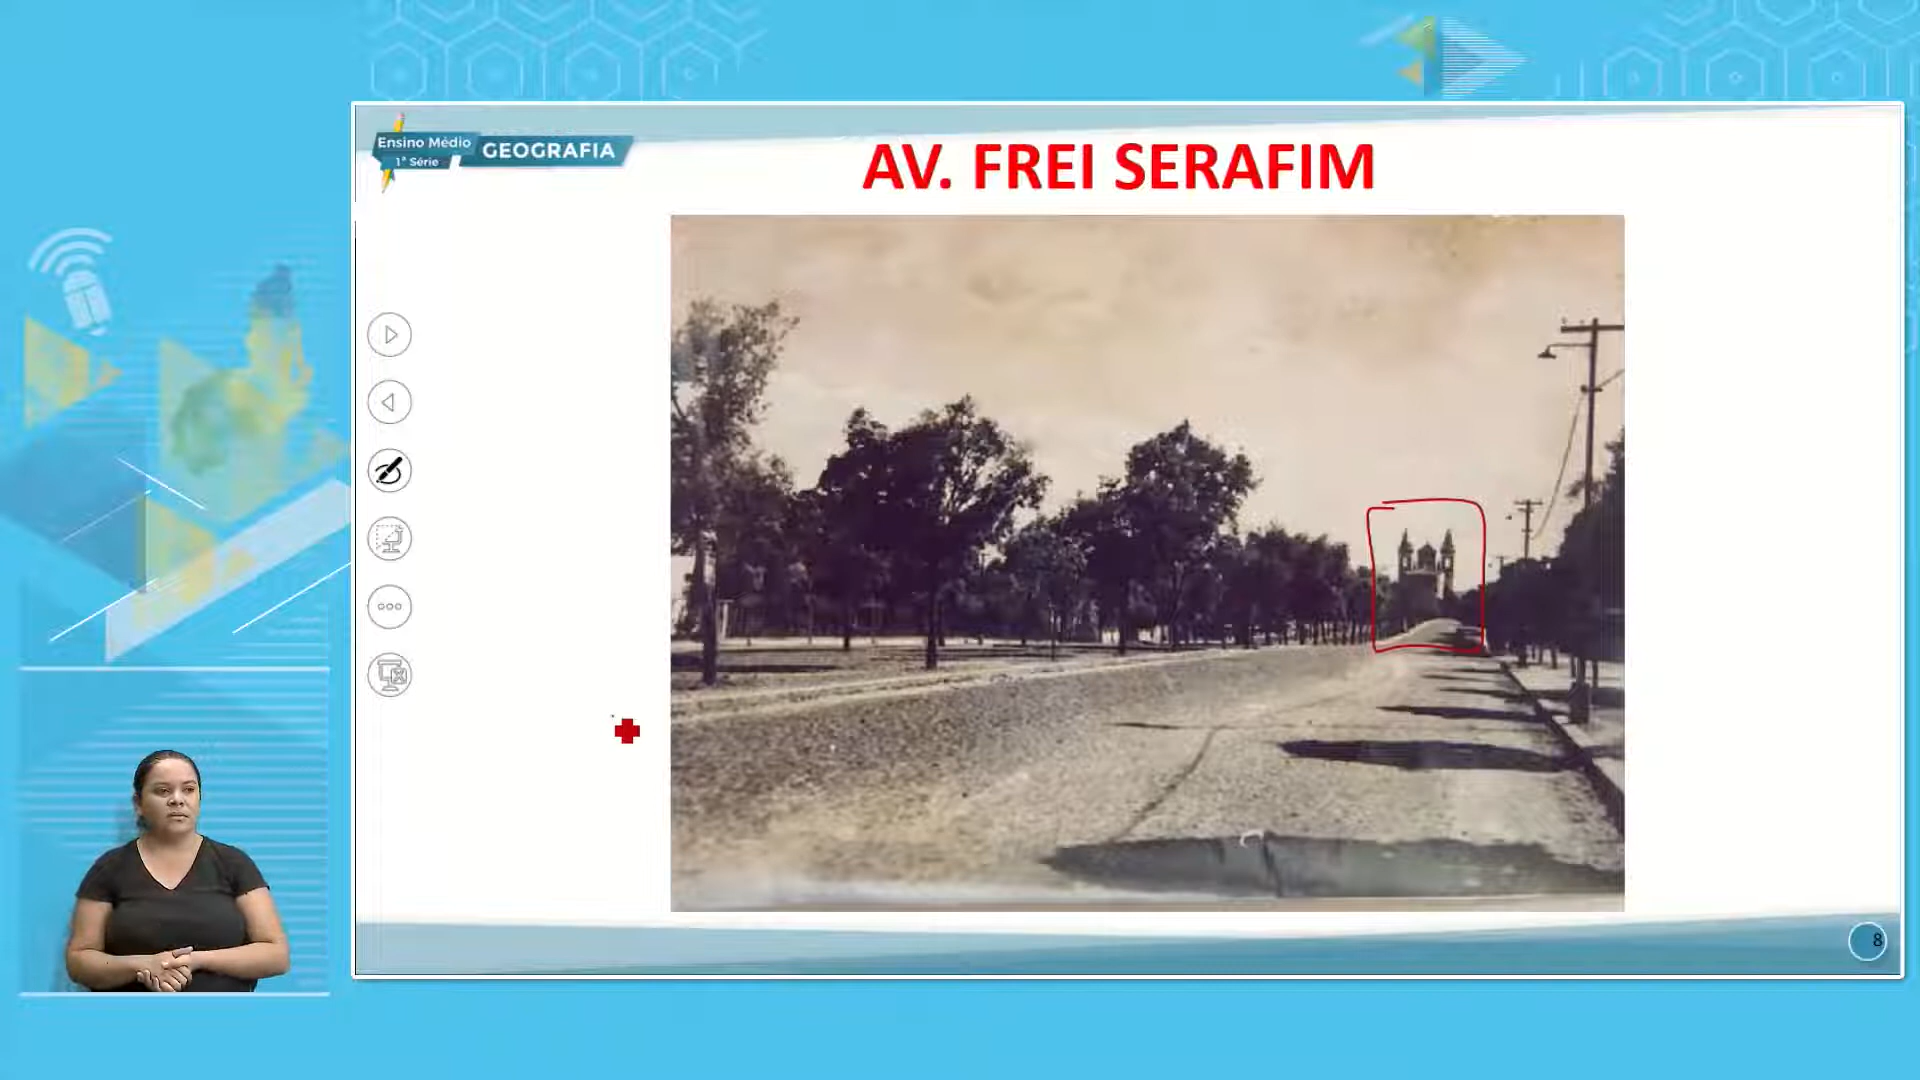 Ensino Médio
1ª Série
GEOGRAFIA
AV. FREI SERAFIM
8